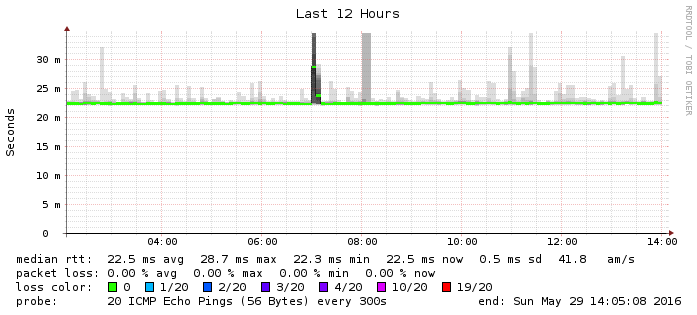 Last 12 Hours
RRDTOOL / TOBI OETIKER
Seconds
30 m
25 m
20 m
15 m
10 m
5 m
0
04:00 06:00 08:00 10:00 12:00 14:00
median rtt: 22.5 ms avg 28.7 ms max 22.3 ms min 22.5 ms now 0.5 ms sd 41.8 am/s
packet loss: 0.00 % avg 0.00 % max 0.00 % min 0.00 % now
loss color: 0 1/20 2/20 3/20 4/20 10/20 19/20
probe: 20 ICMP Echo Pings (56 Bytes) every 300s end: Sun May 29 14:05:08 2016